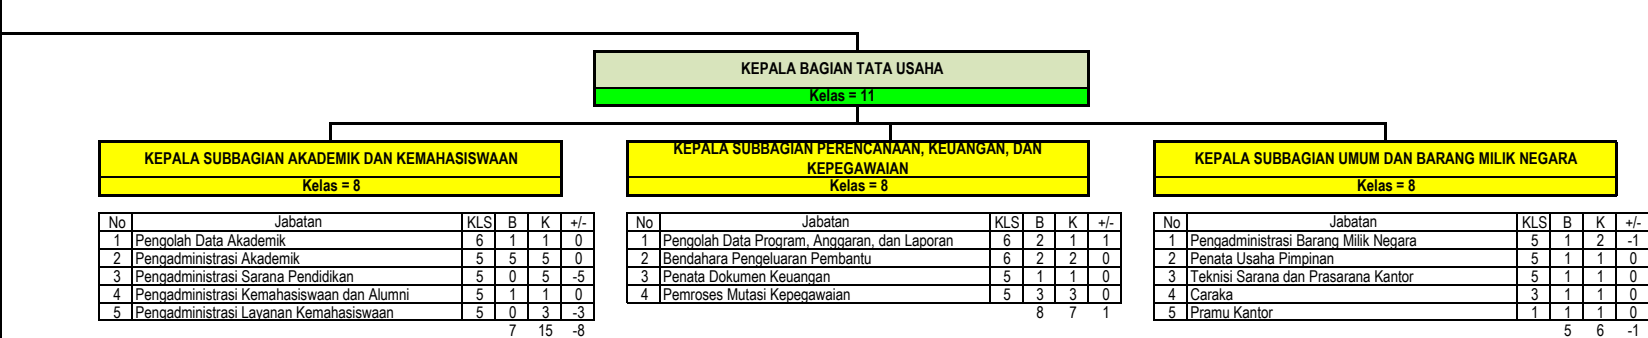 KEPALA BAGIAN TATA USAHA
Kelas = 11
KEPALA SUBBAGIAN AKADEMIK DAN KEMAHASISWAAN
Kelas = 8
No Jabatan KLS B K +/-
1 Pengolah Data Akademik 6 1 1 0
2 Pengadministrasi Akademik 5 5 5 0
3 Pengadministrasi Sarana Pendidikan 5 0 5 -5
4 Pengadministrasi Kemahasiswaan dan Alumni 5 1 1 0
5 Pengadministrasi Layanan Kemahasiswaan 5 0 3 -3
7 15 -8
KEPALA SUBBAGIAN PERENCANAAN, KEUANGAN, DAN
KEPEGAWAIAN
Kelas = 8
No Jabatan KLS B K +/-
1 Pengolah Data Program, Anggaran, dan Laporan 6 2 1 1
2 Bendahara Pengeluaran Pembantu 6 2 2 0
3 Penata Dokumen Keuangan 5 1 1 0
4 Pemroses Mutasi Kepegawaian 5 3 3 0
8 7 1
KEPALA SUBBAGIAN UMUM DAN BARANG MILIK NEGARA
Kelas = 8
No Jabatan KLS B K +/-
1 Pengadministrasi Barang Milik Negara 5 1 2 -1
2 Penata Usaha Pimpinan 5 1 1 0
3 Teknisi Sarana dan Prasarana Kantor 5 1 1 0
4 Caraka 3 1 1 0
5 Pramu Kantor 1 1 1 0
5 6 -1